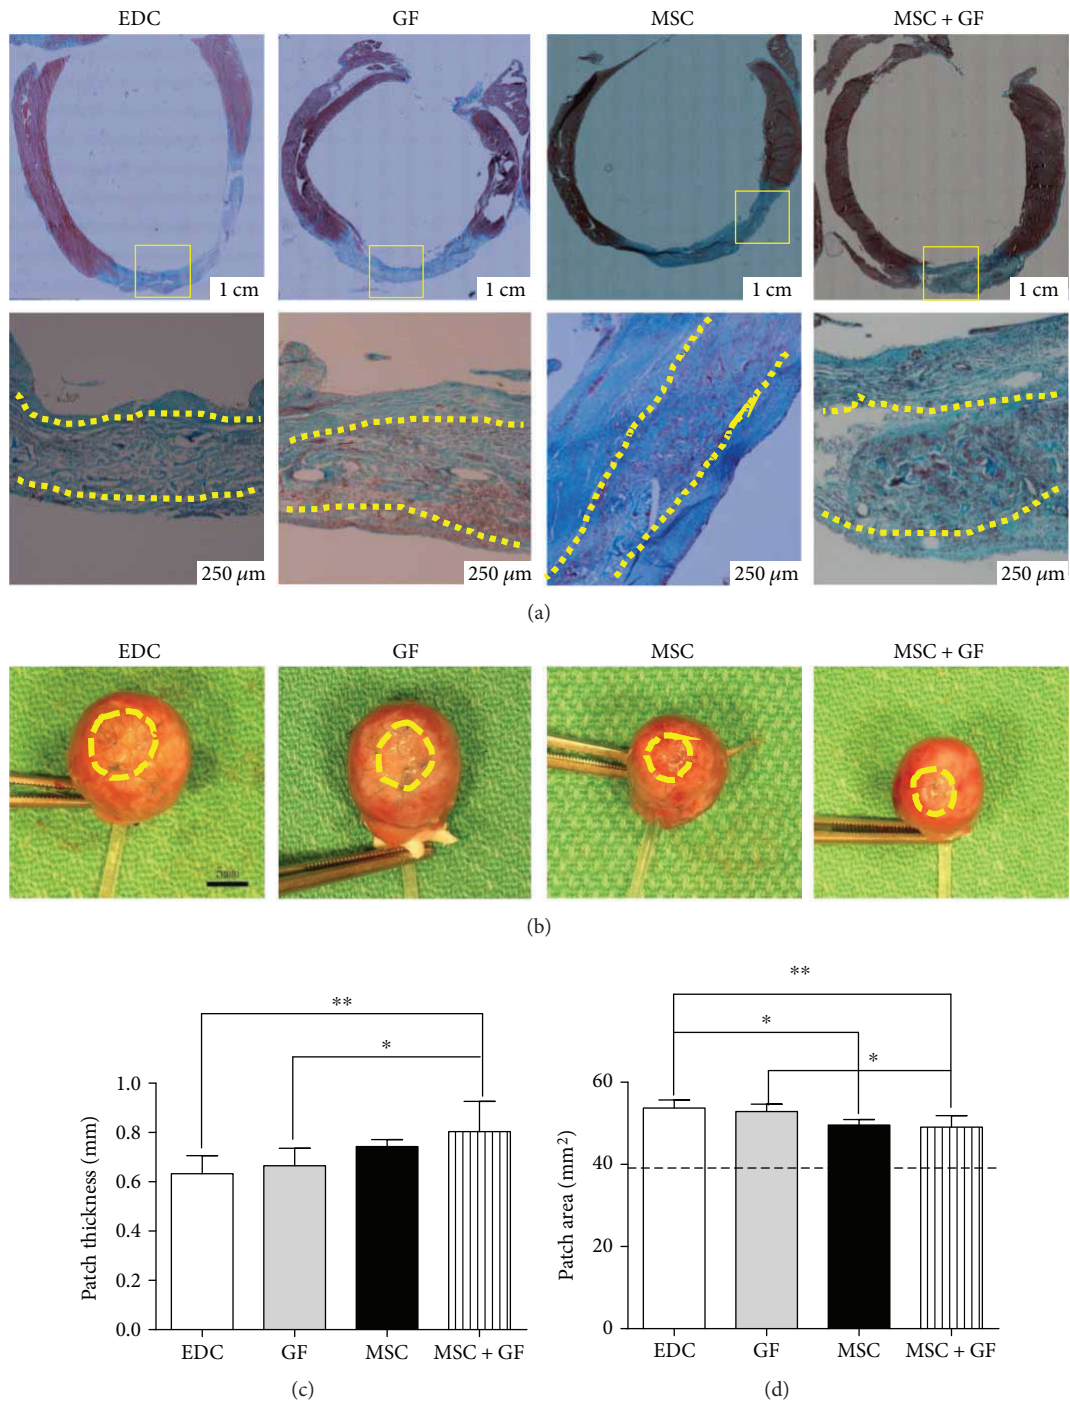 EDC GF MSC MSC + GF
1 cm 1 cm 1 cm 1 cm
250 μm 250 μm 250 μm 250 μm
(a)
EDC GF MSC MSC + GF
5mm
(b)
**
*
Patch thickness (mm)
1.0
0.8
0.6
0.4
0.2
0.0
EDC GF MSC MSC + GF
(c)
**
*
*
Patch area (mm²)
60
40
20
0
EDC GF MSC MSC + GF
(d)